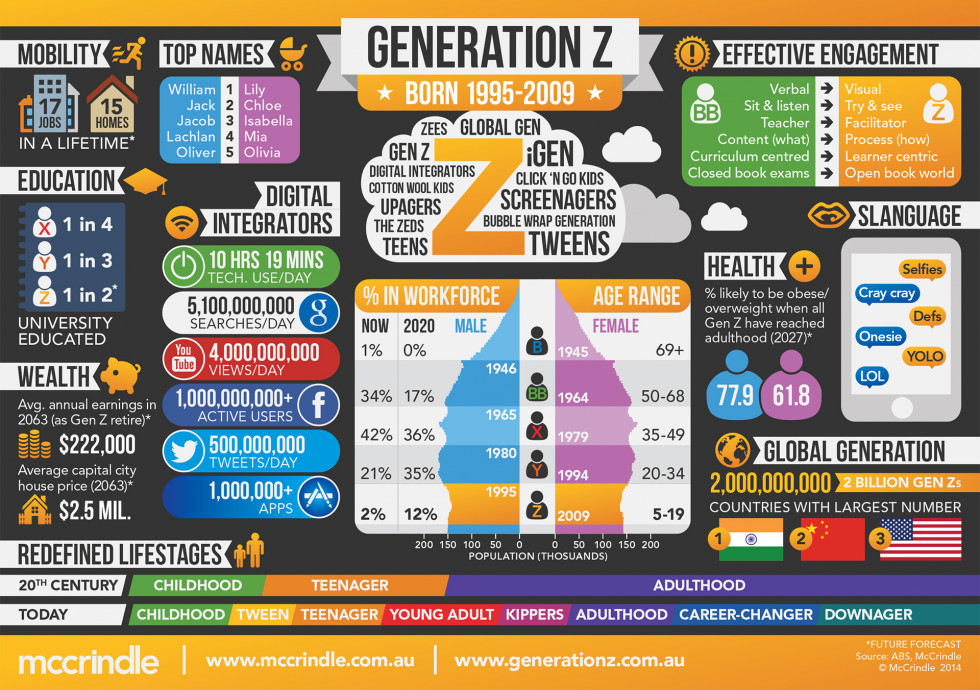 GENERATION Z
★ BORN 1995-2009 ★
MOBILITY
17 JOBS
15 HOMES
IN A LIFETIME*
TOP NAMES
William 1 Lily
Jack 2 Chloe
Jacob 3 Isabella
Lachlan 4 Mia
Oliver 5 Olivia
EDUCATION
X 1 in 4
Y 1 in 3
Z 1 in 2*
UNIVERSITY
EDUCATED
WEALTH
Avg. annual earnings in
2063 (as Gen Z retire)*
$222,000
Average capital city
house price (2063)*
$2.5 MIL.
DIGITAL
INTEGRATORS
10 HRS 19 MINS
TECH. USE/DAY
5,100,000,000
SEARCHES/DAY
g
You
Tube
4,000,000,000
VIEWS/DAY
1,000,000,000+
ACTIVE USERS
f
500,000,000
TWEETS/DAY
1,000,000+
APPS
ZEES
GLOBAL GEN
GEN Z
iGEN
DIGITAL INTEGRATORS
CLICK 'N GO KIDS
COTTON WOOL KIDS
SCREENAGERS
UPAGERS
BUBBLE WRAP GENERATION
THE ZEDS
TEENS
TWEENS
Z
% IN WORKFORCE
AGE RANGE
NOW 2020 MALE FEMALE
1% 0% B 1945 69+
1946
34% 17% BB 1964 50-68
1965
42% 36% X 1979 35-49
1980
21% 35% Y 1994 20-34
1995
2% 12% Z 2009 5-19
200 150 100 50 0 0 50 100 150 200
POPULATION (THOUSANDS)
EFFECTIVE ENGAGEMENT
BB
Z
Verbal ➔ Visual
Sit & listen ➔ Try & see
Teacher ➔ Facilitator
Content (what) ➔ Process (how)
Curriculum centred ➔ Learner centric
Closed book exams ➔ Open book world
SLANGUAGE
Selfies
Cray cray
Defs
Onesie
YOLO
LOL
HEALTH
% likely to be obese/
overweight when all
Gen Z have reached
adulthood (2027)*
77.9 61.8
GLOBAL GENERATION
2,000,000,000 2 BILLION GEN Zs
COUNTRIES WITH LARGEST NUMBER
1 2 3
REDEFINED LIFESTAGES
20TH CENTURY CHILDHOOD TEENAGER ADULTHOOD
TODAY CHILDHOOD TWEEN TEENAGER YOUNG ADULT KIPPERS ADULTHOOD CAREER-CHANGER DOWNAGER
mccrindle | www.mccrindle.com.au | www.generationz.com.au
*FUTURE FORECAST
Source: ABS, McCrindle
© McCrindle 2014